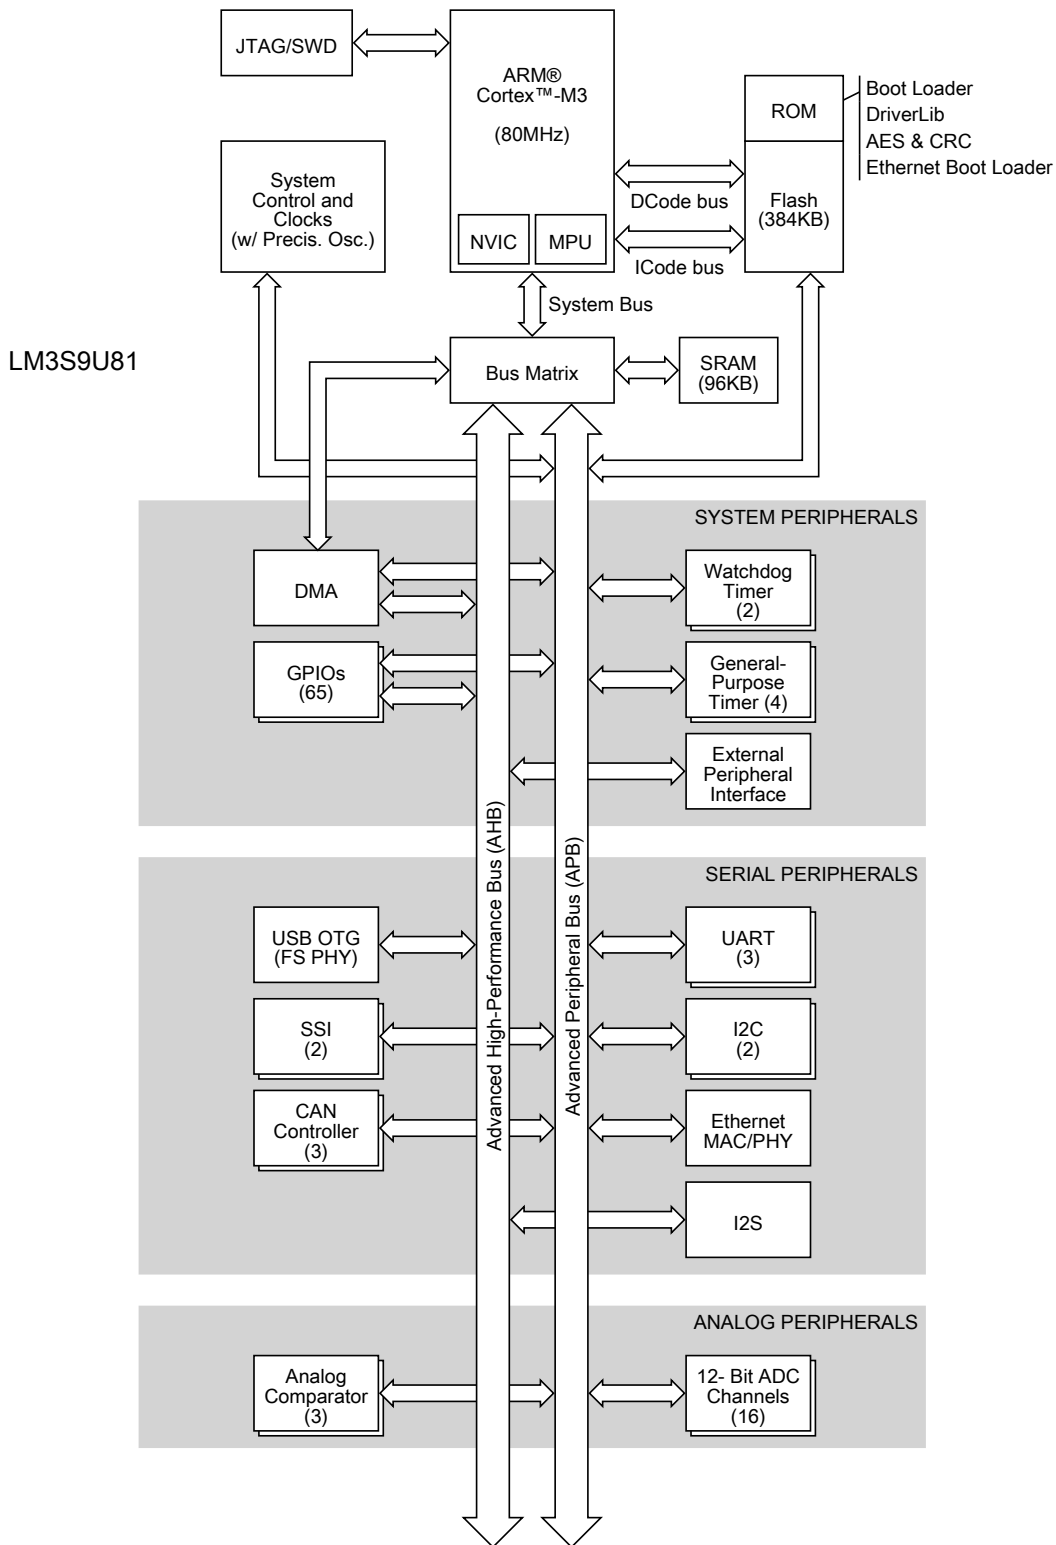 JTAG/SWD
ARM®
Cortex™-M3
(80MHz)
NVIC
MPU
ROM
Boot Loader
DriverLib
AES & CRC
Ethernet Boot Loader
Flash
(384KB)
DCode bus
ICode bus
System
Control and
Clocks
(w/ Precis. Osc.)
System Bus
LM3S9U81
Bus Matrix
SRAM
(96KB)
SYSTEM PERIPHERALS
DMA
Watchdog
Timer
(2)
GPIOs
(65)
General-
Purpose
Timer (4)
External
Peripheral
Interface
Advanced High-Performance Bus (AHB)
Advanced Peripheral Bus (APB)
SERIAL PERIPHERALS
USB OTG
(FS PHY)
UART
(3)
SSI
(2)
I2C
(2)
CAN
Controller
(3)
Ethernet
MAC/PHY
I2S
ANALOG PERIPHERALS
Analog
Comparator
(3)
12- Bit ADC
Channels
(16)